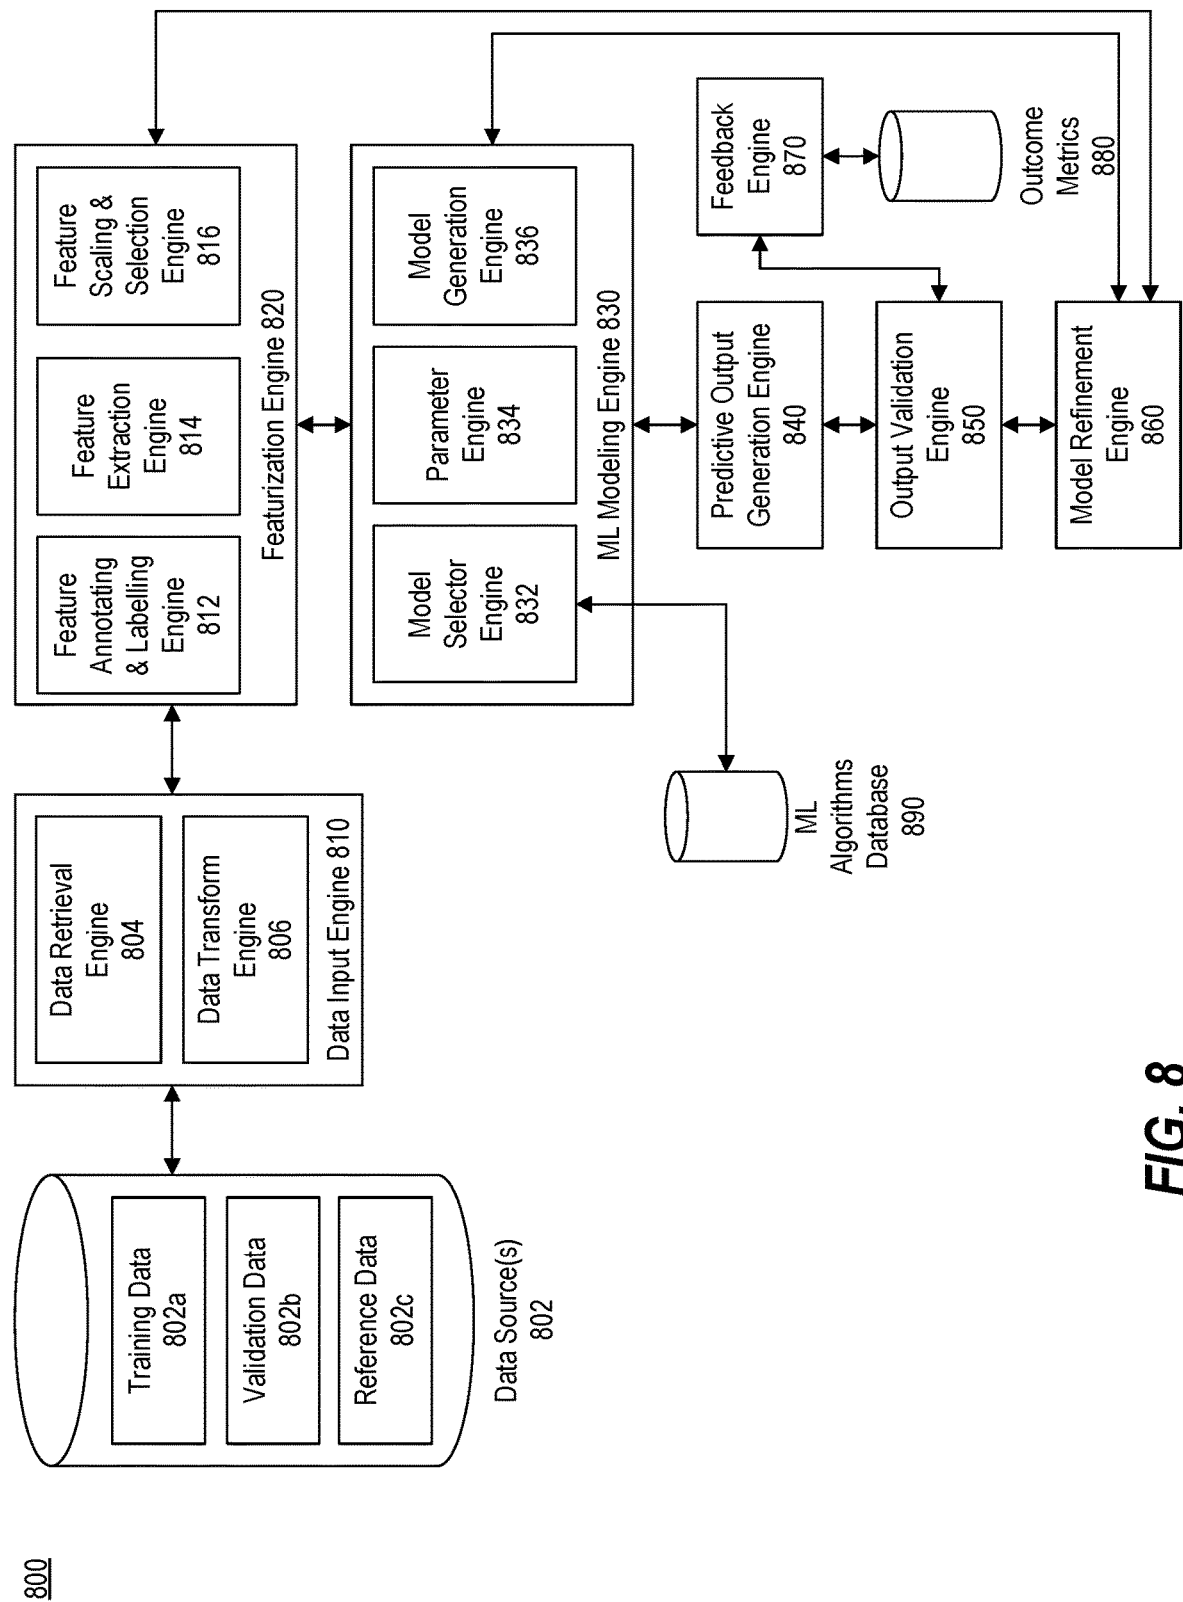 800
Training Data
802a
Validation Data
802b
Reference Data
802c
Data Source(s)
802
Data Retrieval
Engine
804
Data Transform
Engine
806
Data Input Engine 810
Feature
Annotating
& Labelling
Engine
812
Feature
Extraction
Engine
814
Feature
Scaling &
Selection
Engine
816
Featurization Engine 820
Model
Selector
Engine
832
Parameter
Engine
834
Model
Generation
Engine
836
ML Modeling Engine 830
ML
Algorithms
Database
890
Predictive Output
Generation Engine
840
Feedback
Engine
870
Output Validation
Engine
850
Outcome
Metrics
880
Model Refinement
Engine
860
FIG. 8